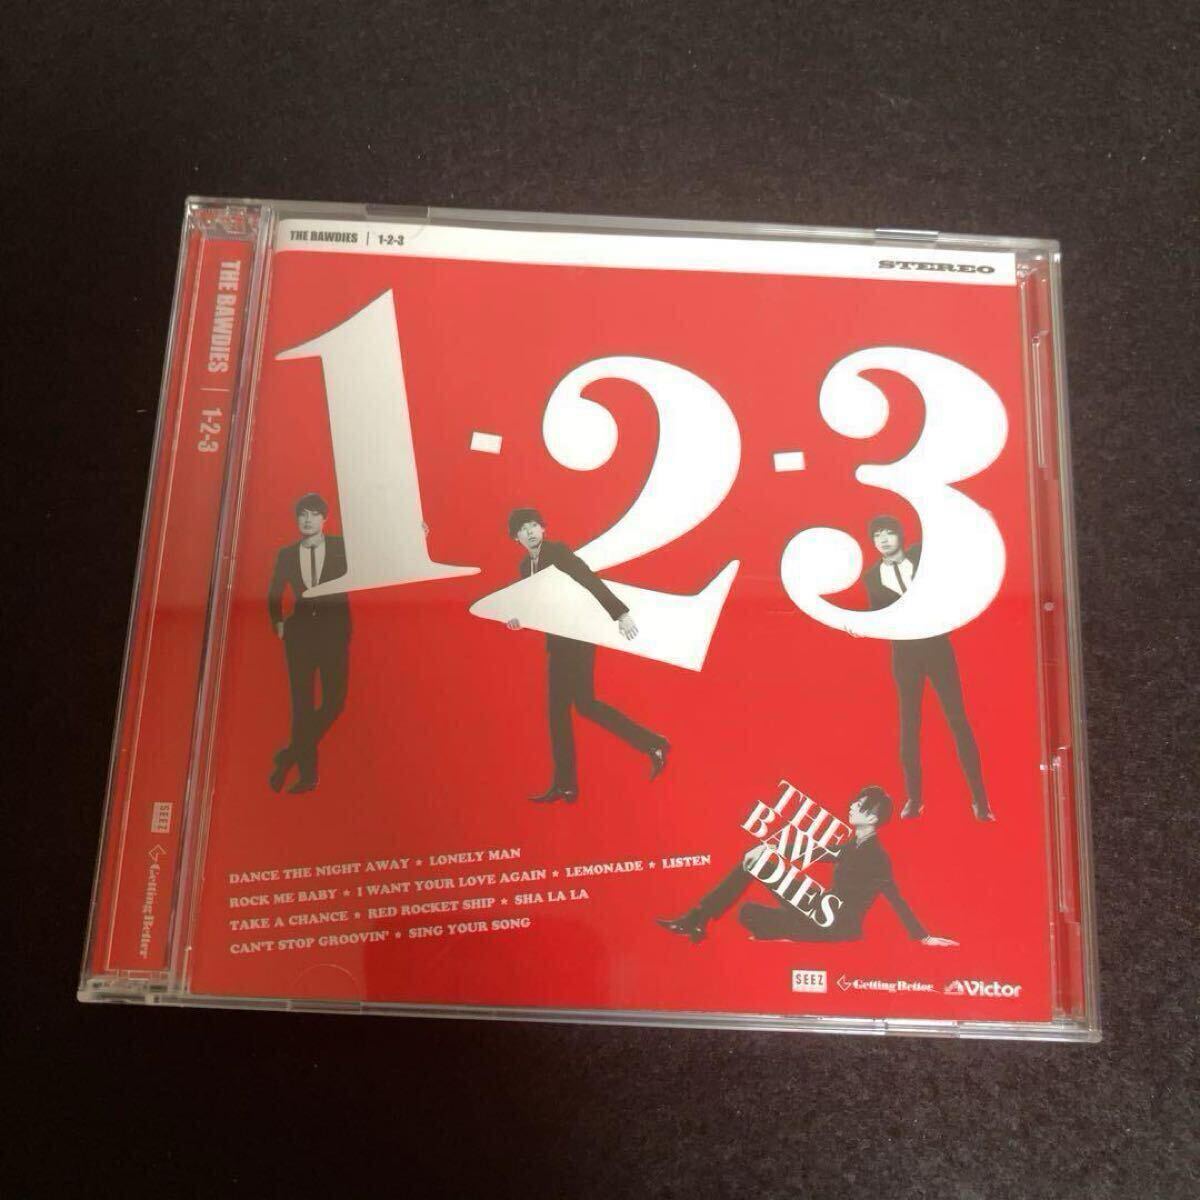 THE BAWDIES | 1-2-3
STEREO
THE BAWDIES | 1-2-3
1-2-3
THE
BAW
DIES
DANCE THE NIGHT AWAY ★ LONELY MAN
ROCK ME BABY ★ I WANT YOUR LOVE AGAIN ★ LEMONADE ★ LISTEN
TAKE A CHANCE ★ RED ROCKET SHIP ★ SHA LA LA
CAN'T STOP GROOVIN' ★ SING YOUR SONG
SEEZ
Getting Better
SEEZ Getting Better Victor